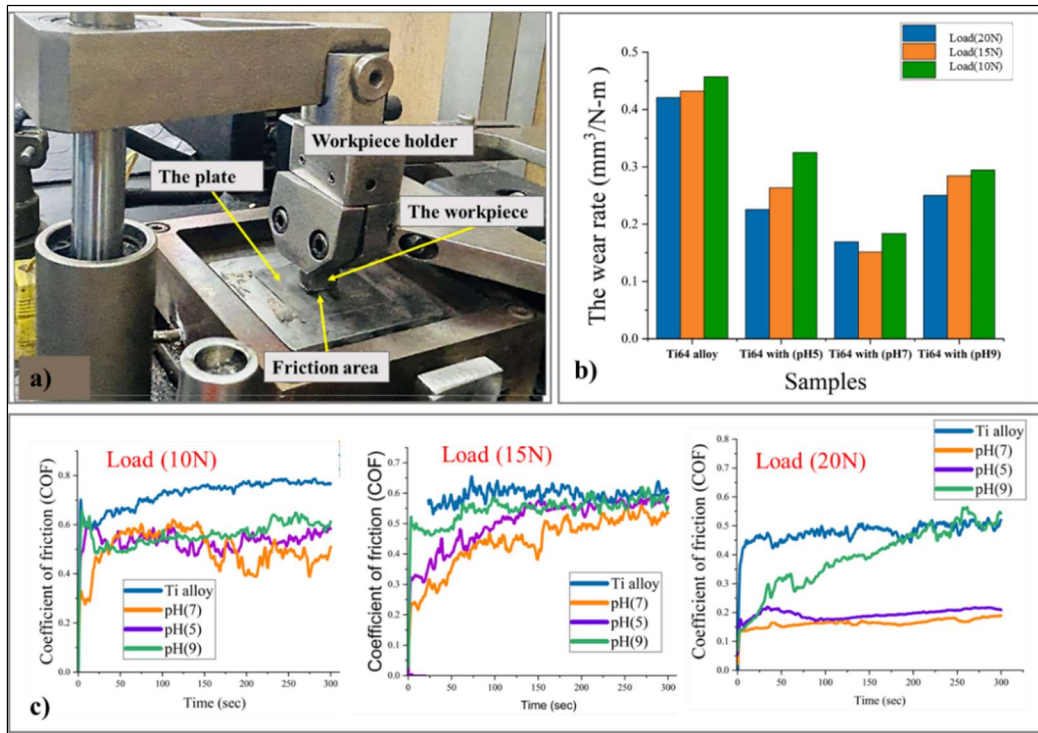 Workpiece holder
The plate
The workpiece
Friction area
a)
Load(20N)
Load(15N)
Load(10N)
The wear rate (mm³/N-m)
0.5
0.4
0.3
0.2
0.1
0.0
Ti64 alloy Ti64 with (pH5) Ti64 with (pH7) Ti64 with (pH9)
Samples
b)
Load (10N)
Coefficient of friction (COF)
0.8
0.6
0.4
0.2
0.0
Ti alloy
pH(7)
pH(5)
pH(9)
0 50 100 150 200 250 300
Time (sec)
c)
Load (15N)
Coefficient of friction (COF)
0.7
0.6
0.5
0.4
0.3
0.2
0.1
0.0
Ti alloy
pH(7)
pH(5)
pH(9)
0 50 100 150 200 250 300
Time (sec)
Ti alloy
pH(7)
pH(5)
pH(9)
Load (20N)
Coefficient of friction (COF)
0.8
0.7
0.6
0.5
0.4
0.3
0.2
0.1
0.0
0 50 100 150 200 250 300
Time (sec)